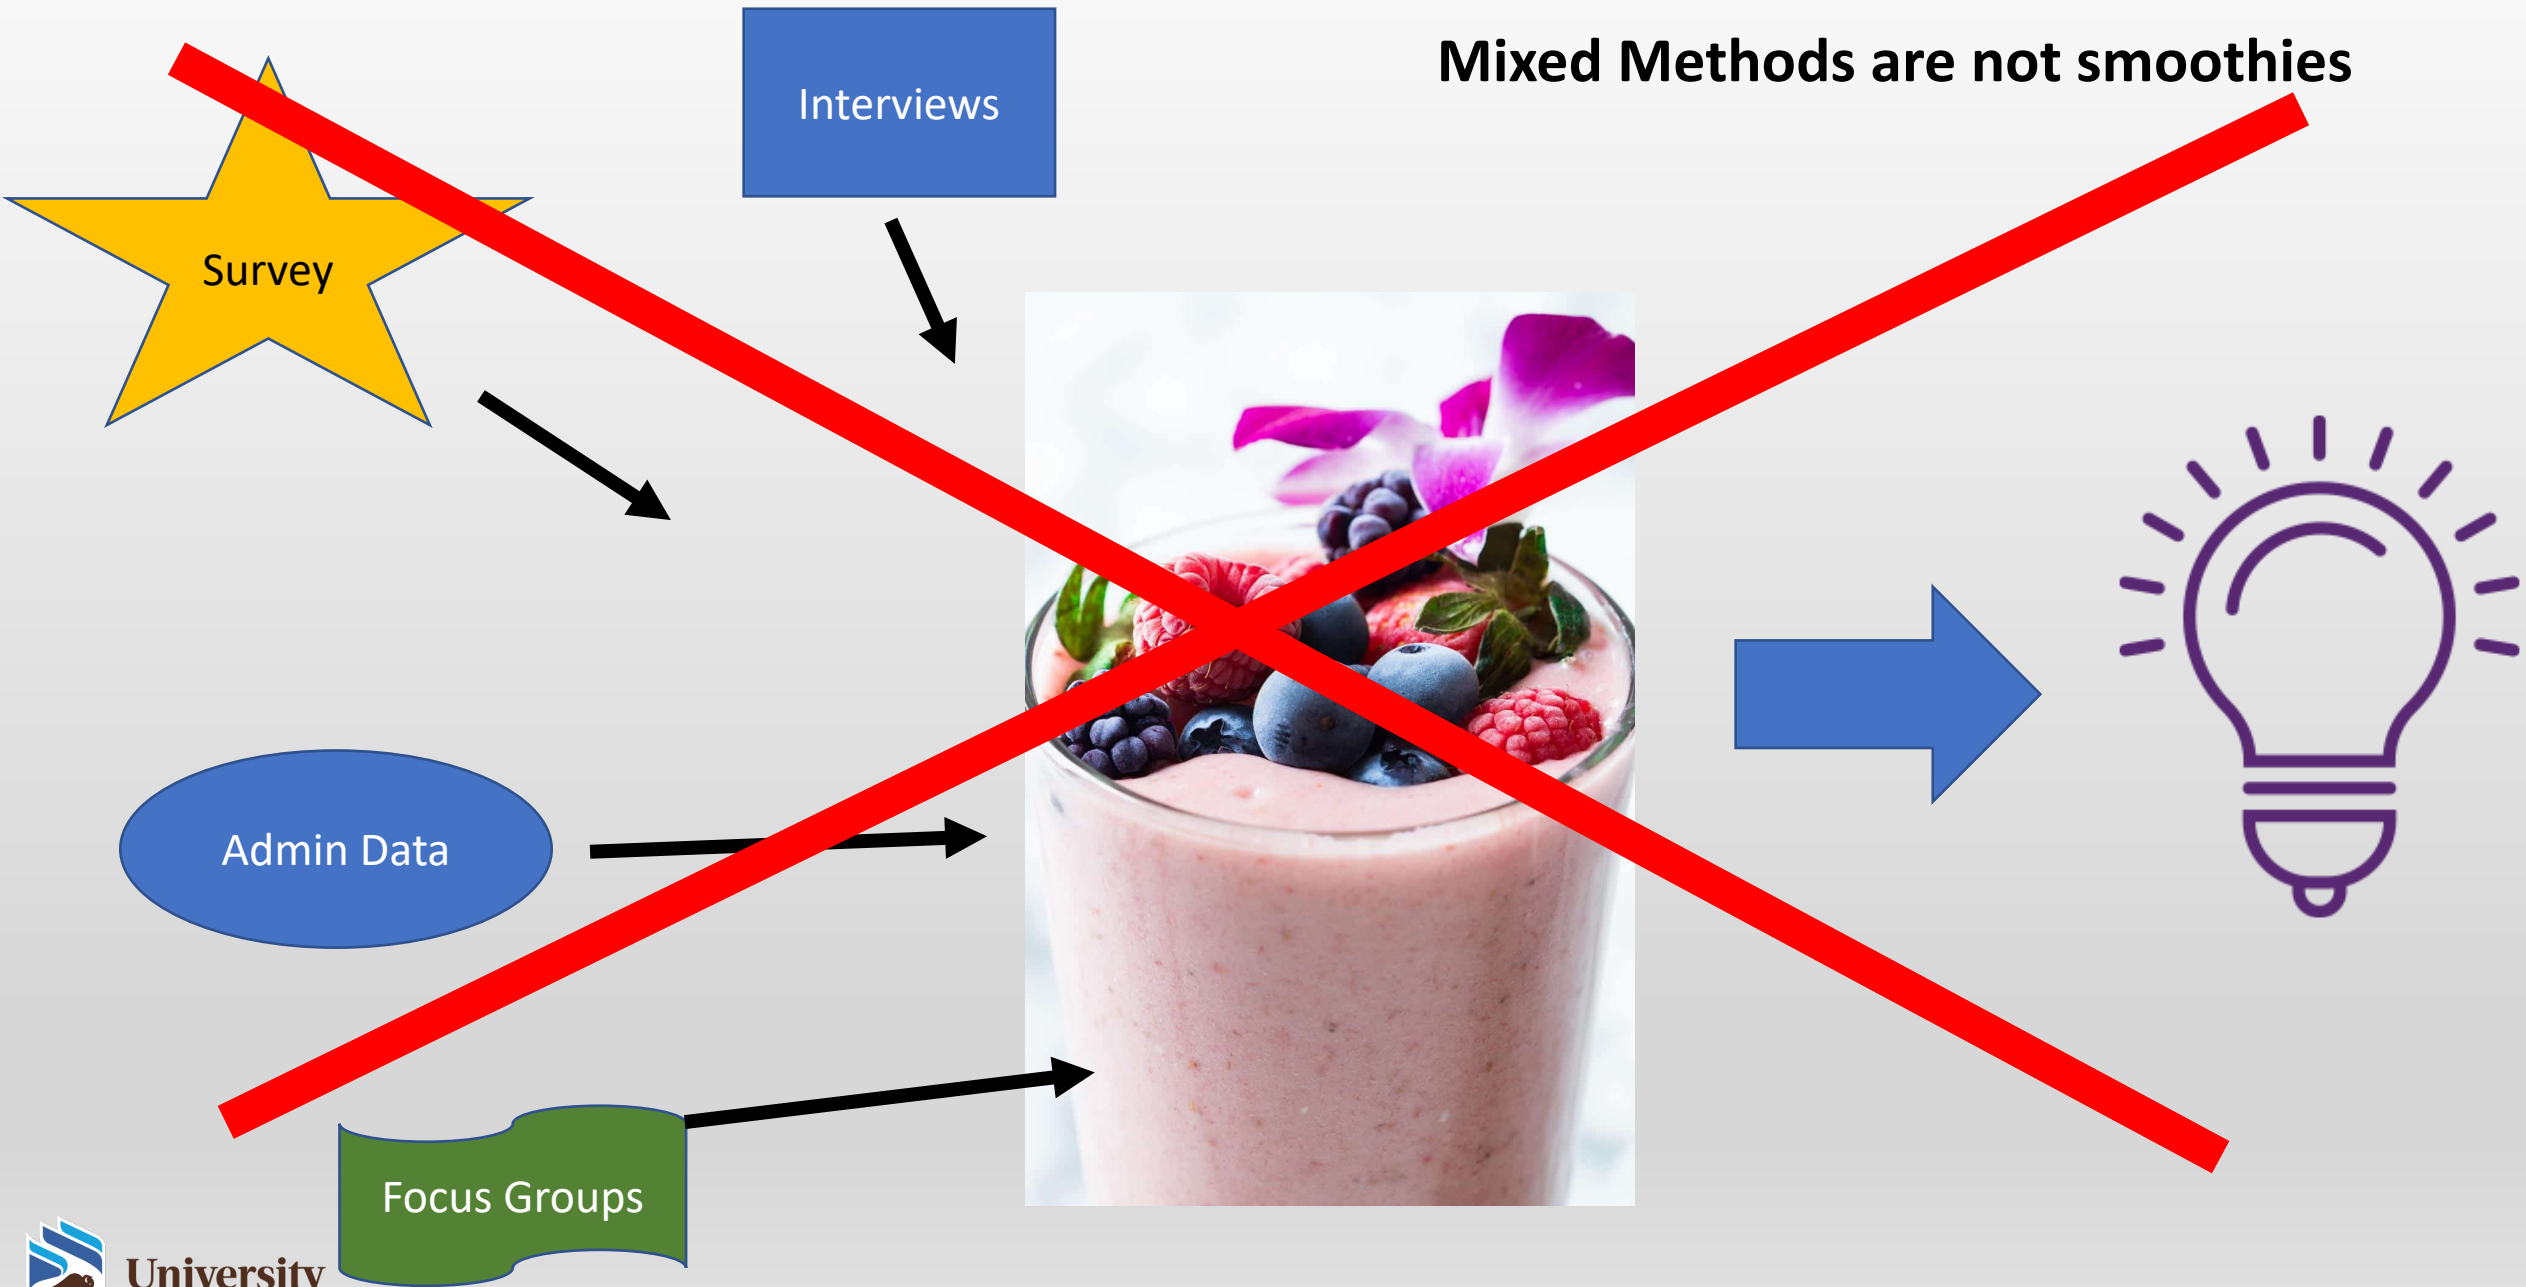 Mixed Methods are not smoothies
Interviews
Survey
Admin Data
Focus Groups
University